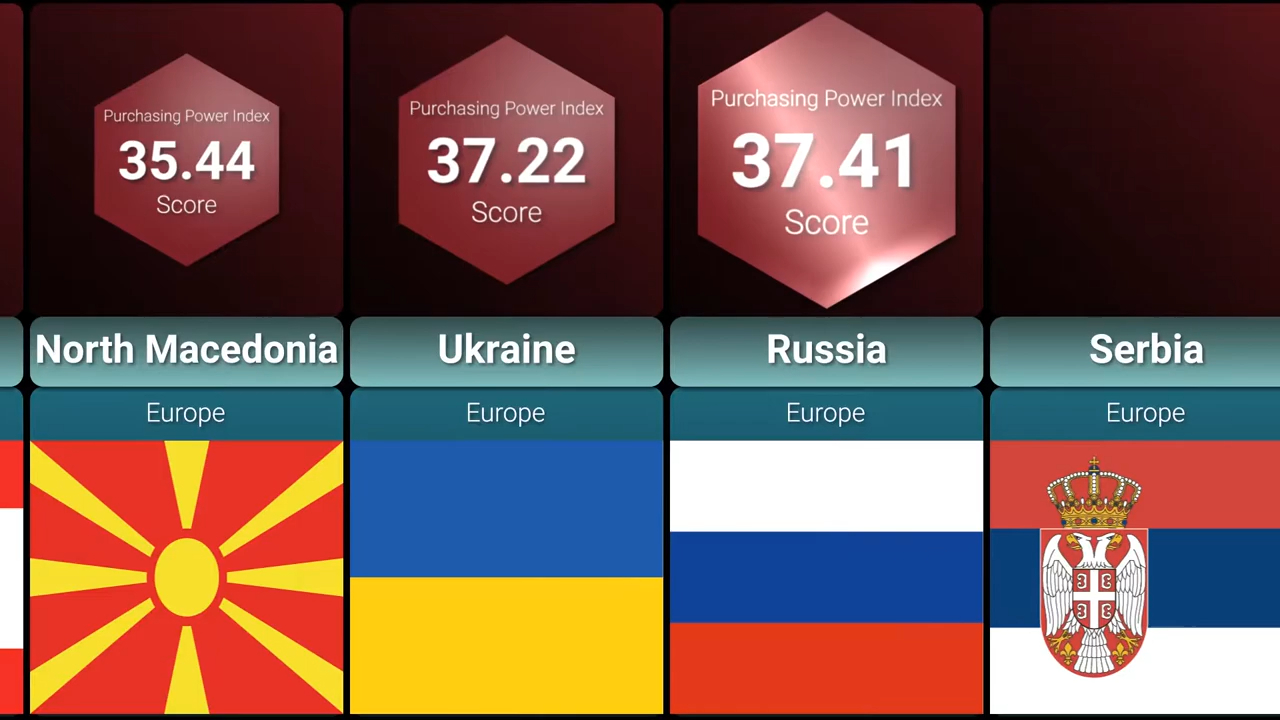 Purchasing Power Index
35.44
Score
Purchasing Power Index
37.22
Score
Purchasing Power Index
37.41
Score
North Macedonia
Ukraine
Russia
Serbia
Europe
Europe
Europe
Europe